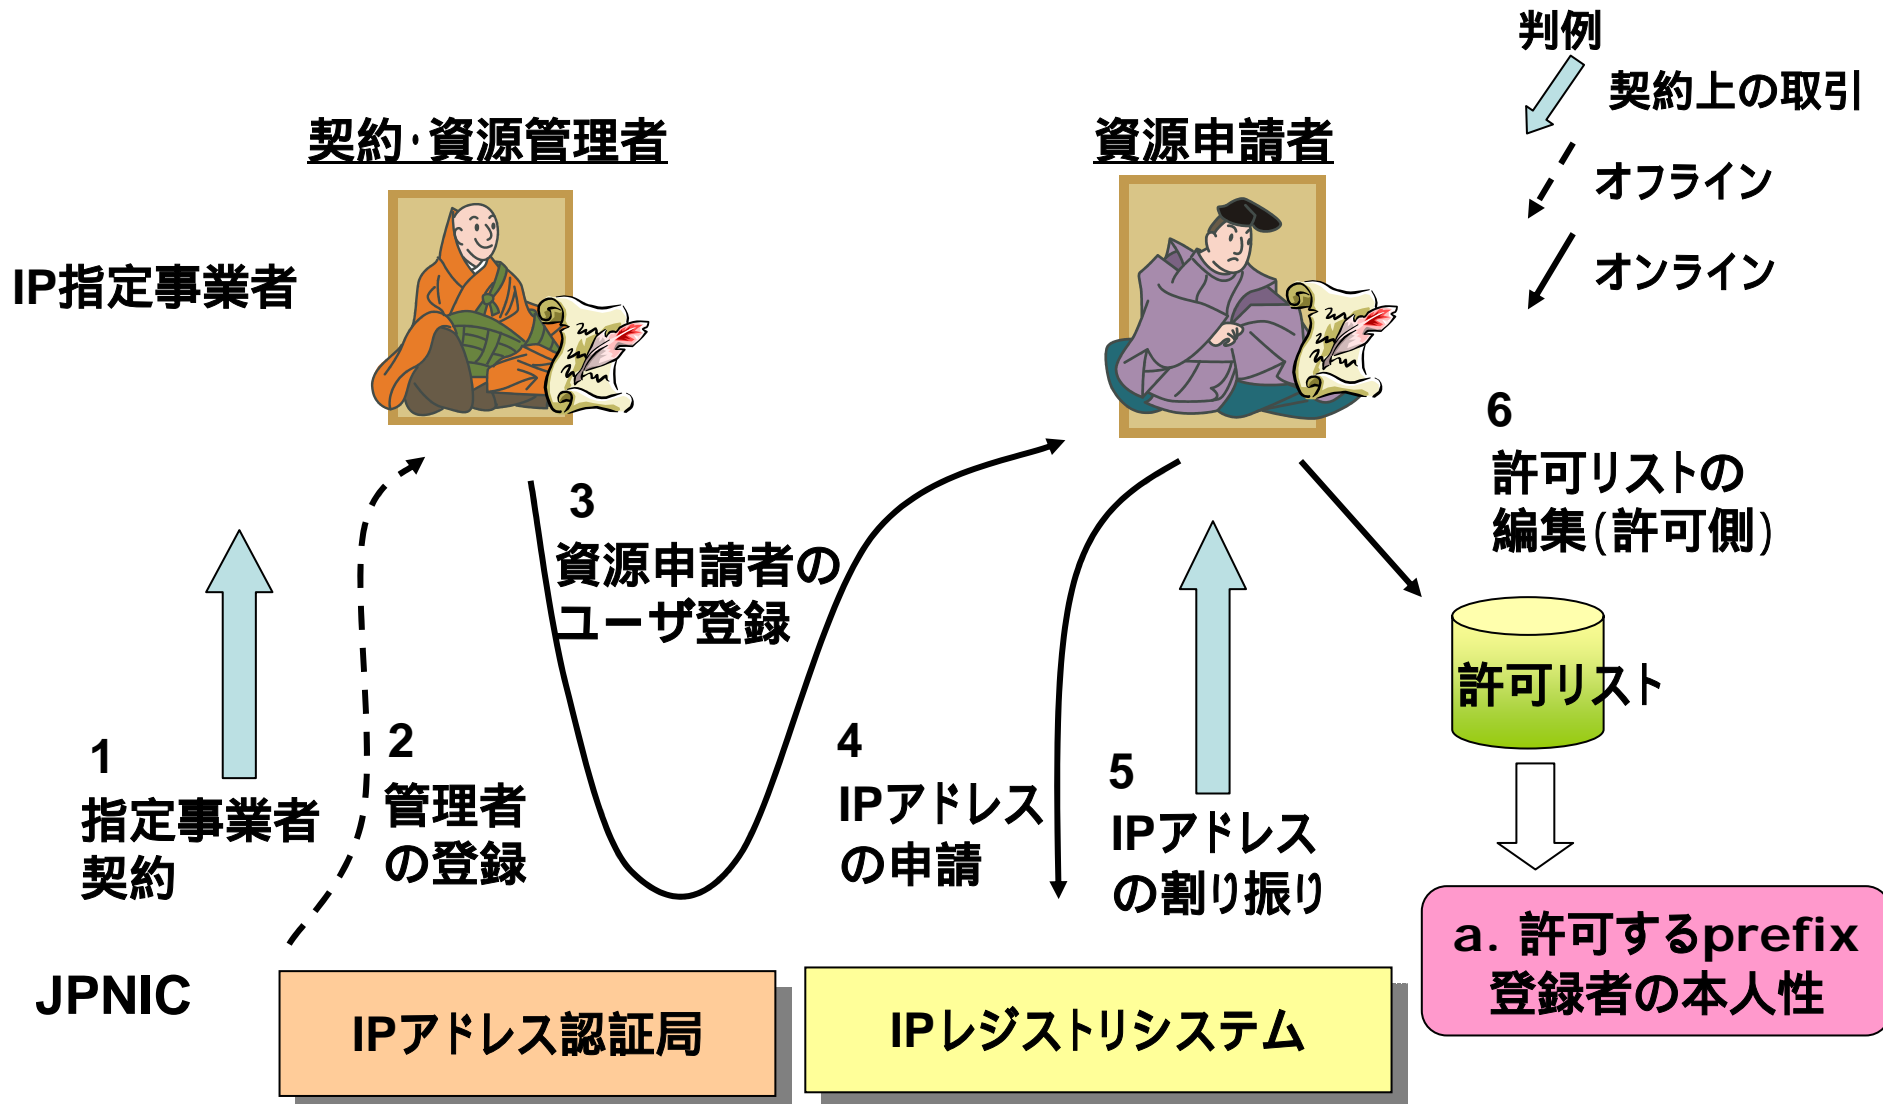 判例
契約上の取引
オフライン
オンライン
契約・資源管理者
資源申請者
IP指定事業者
1
指定事業者
契約
2
管理者
の登録
3
資源申請者の
ユーザ登録
4
IPアドレス
の申請
5
IPアドレス
の割り振り
6
許可リストの
編集(許可側)
許可リスト
a. 許可するprefix
登録者の本人性
JPNIC
IPアドレス認証局
IPレジストリシステム